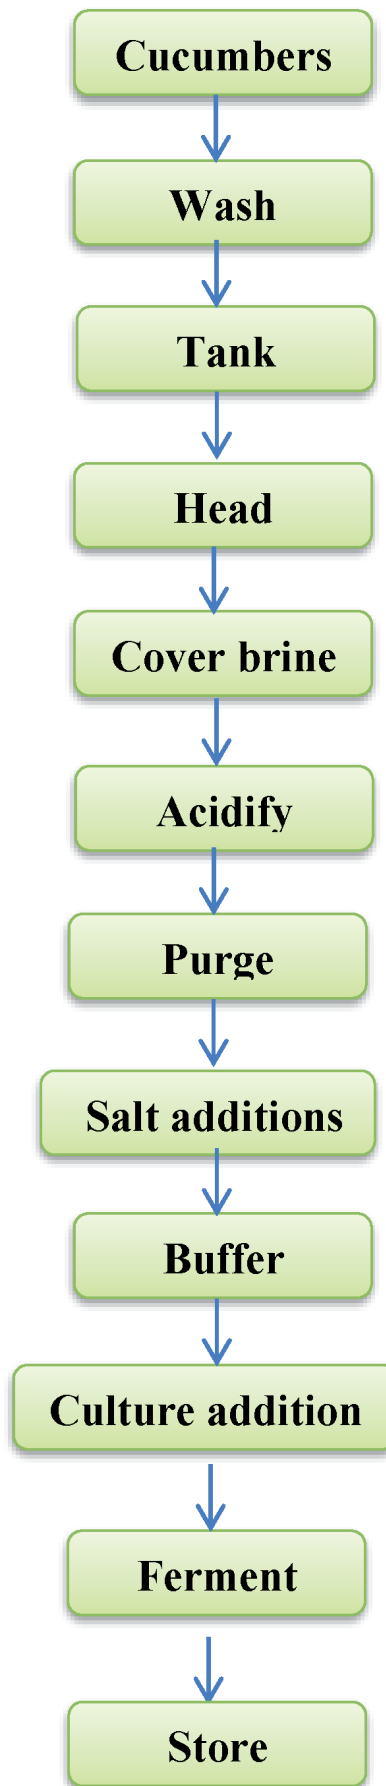 Cucumbers
Wash
Tank
Head
Cover brine
Acidify
Purge
Salt additions
Buffer
Culture addition
Ferment
Store